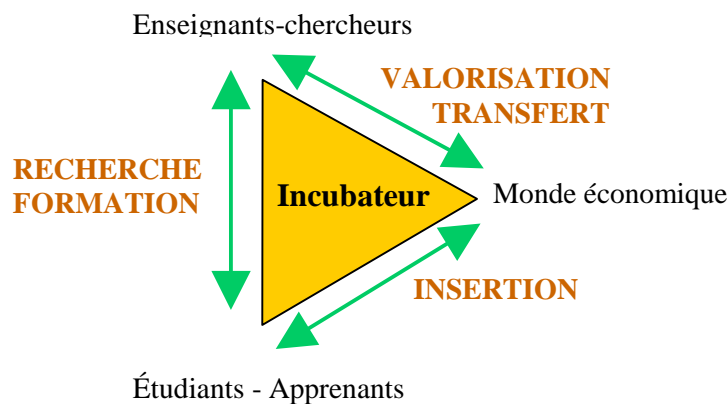 Enseignants-chercheurs
VALORISATION
TRANSFERT
RECHERCHE
FORMATION
Incubateur
Monde économique
INSERTION
Étudiants - Apprenants